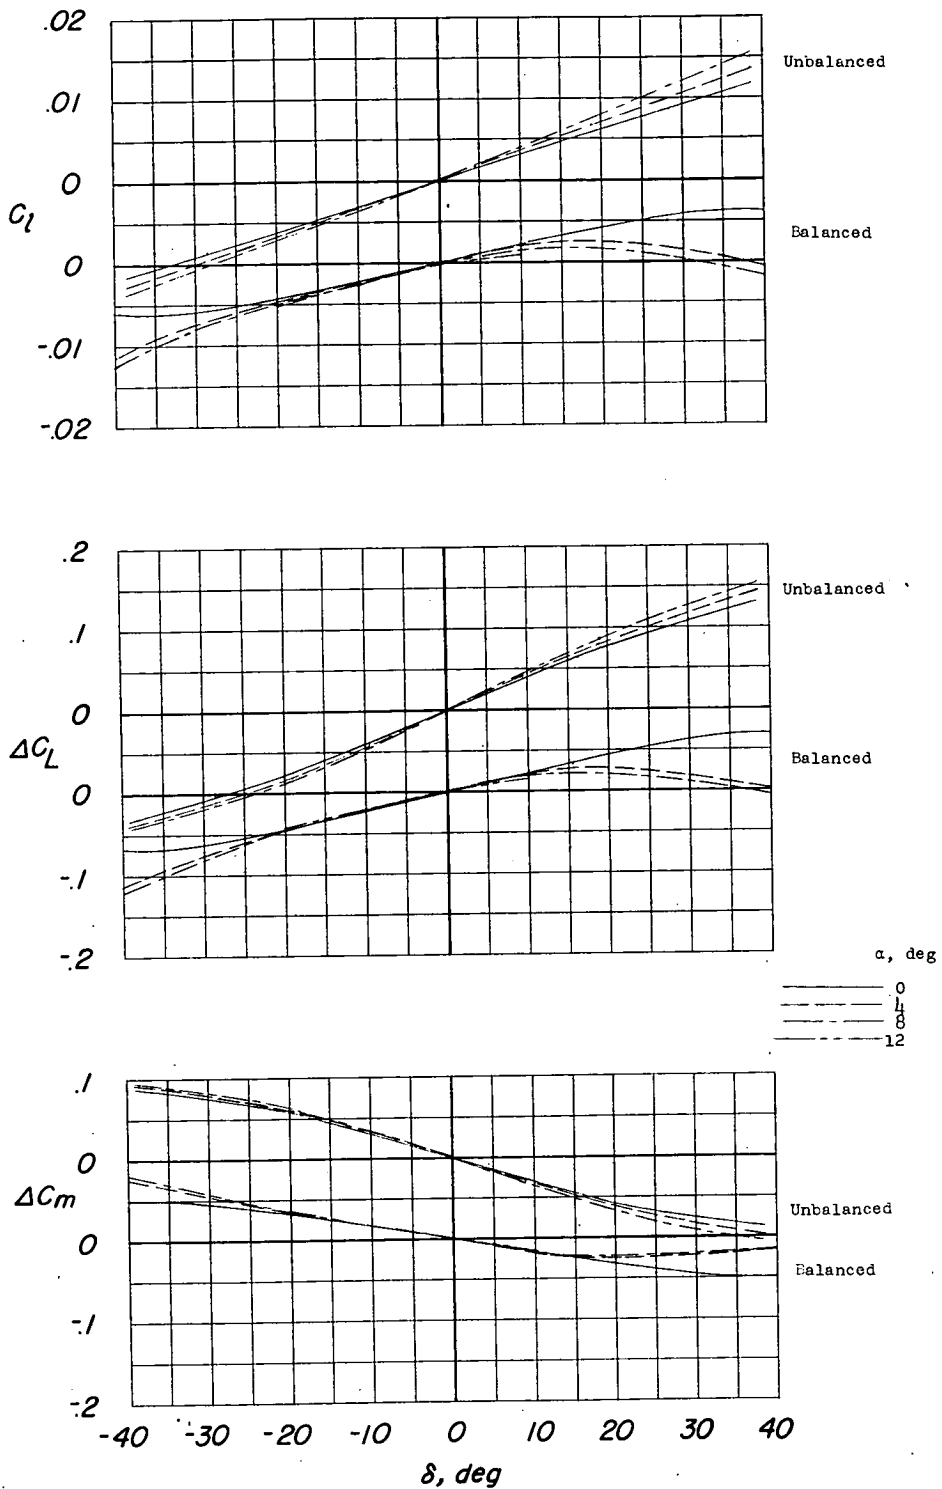 .02
Unbalanced
.01
0
C_l
Balanced
0
-.01
-.02
.2
Unbalanced
.1
0
ΔC_L
Balanced
0
-.1
-.2
α, deg
0
4
8
12
.1
0
ΔC_m
Unbalanced
0
Balanced
-.1
-.2
-40 -30 -20 -10 0 10 20 30 40
δ, deg